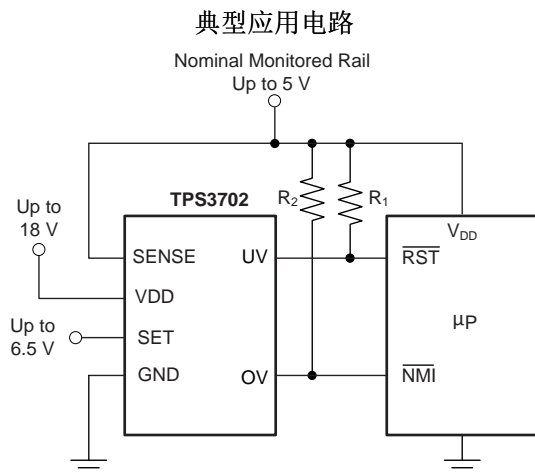 典型应用电路
Nominal Monitored Rail
Up to 5 V
TPS3702
R₂
R₁
Up to
18 V
V_DD
SENSE
UV
RST
VDD
Up to
6.5 V
SET
µP
GND
OV
NMI